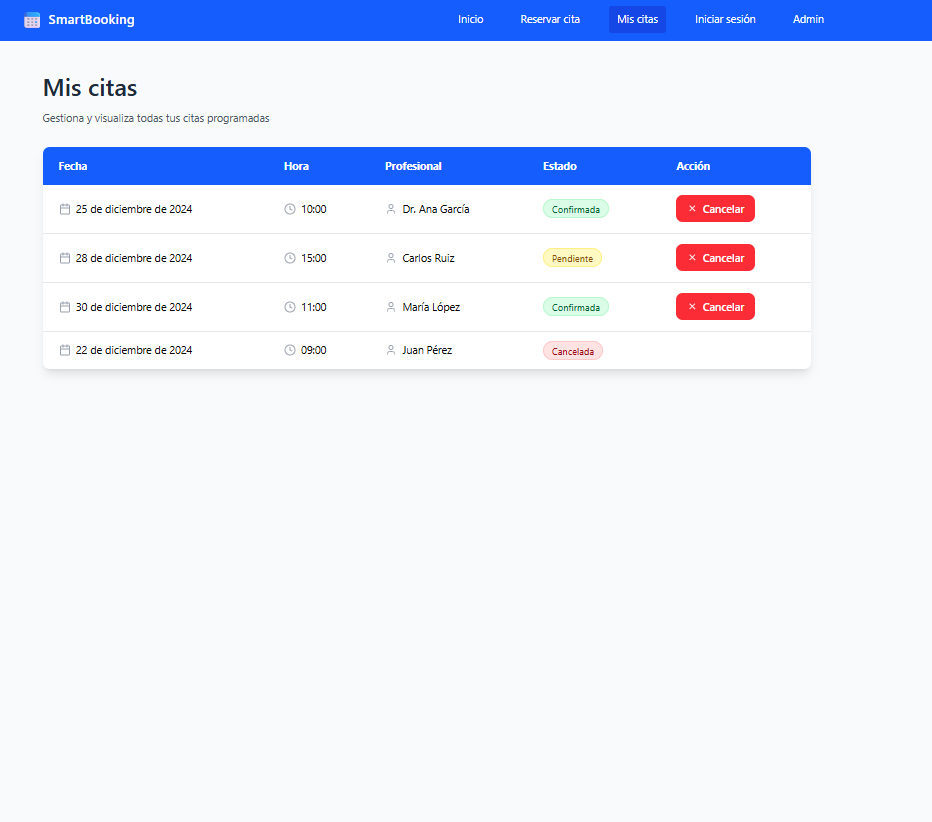 SmartBooking Inicio Reservar cita Mis citas Iniciar sesión Admin
Mis citas
Gestiona y visualiza todas tus citas programadas
Fecha Hora Profesional Estado Acción
25 de diciembre de 2024 10:00 Dr. Ana García Confirmada × Cancelar
28 de diciembre de 2024 15:00 Carlos Ruiz Pendiente × Cancelar
30 de diciembre de 2024 11:00 María López Confirmada × Cancelar
22 de diciembre de 2024 09:00 Juan Pérez Cancelada